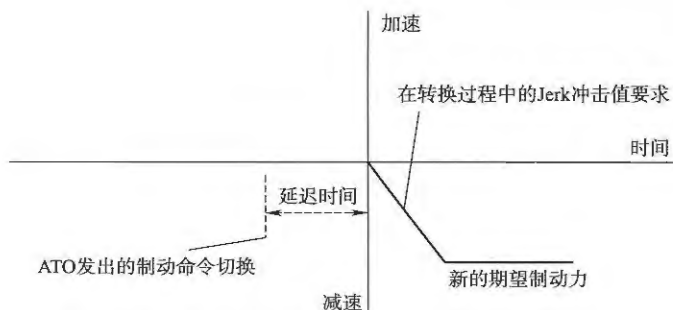 加速
在转换过程中的Jerk冲击值要求
时间
延迟时间
ATO发出的制动命令切换
新的期望制动力
减速